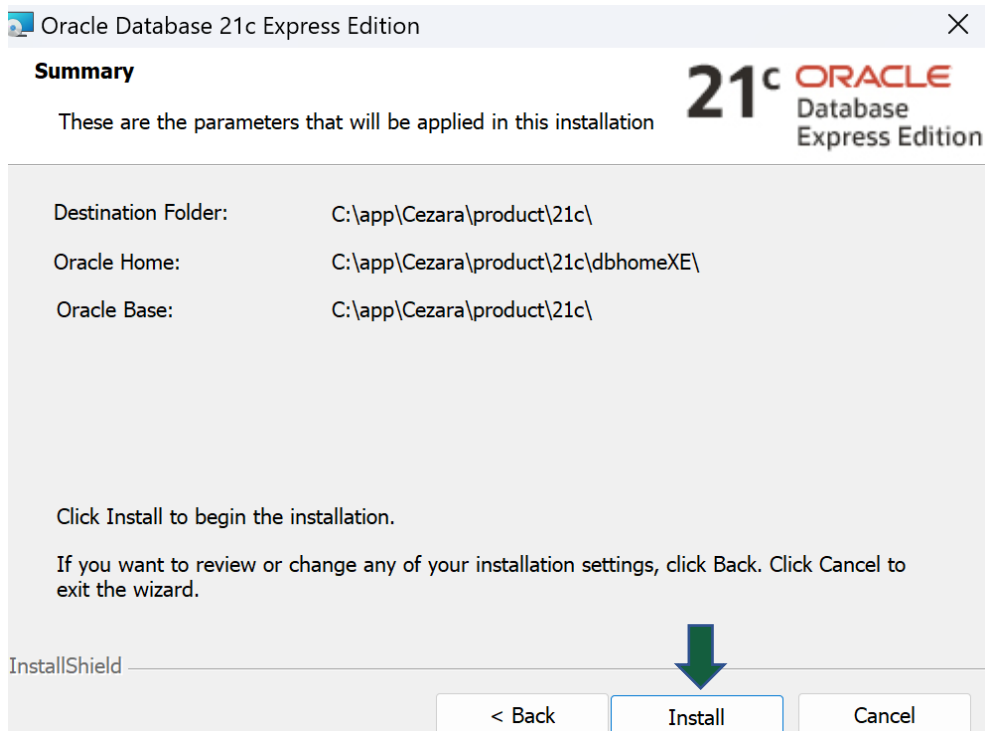 Oracle Database 21c Express Edition
Summary
These are the parameters that will be applied in this installation
21c ORACLE
Database
Express Edition
Destination Folder: C:\app\Cezara\product\21c\
Oracle Home: C:\app\Cezara\product\21c\dbhomeXE\
Oracle Base: C:\app\Cezara\product\21c\
Click Install to begin the installation.
If you want to review or change any of your installation settings, click Back. Click Cancel to
exit the wizard.
InstallShield
< Back Install Cancel